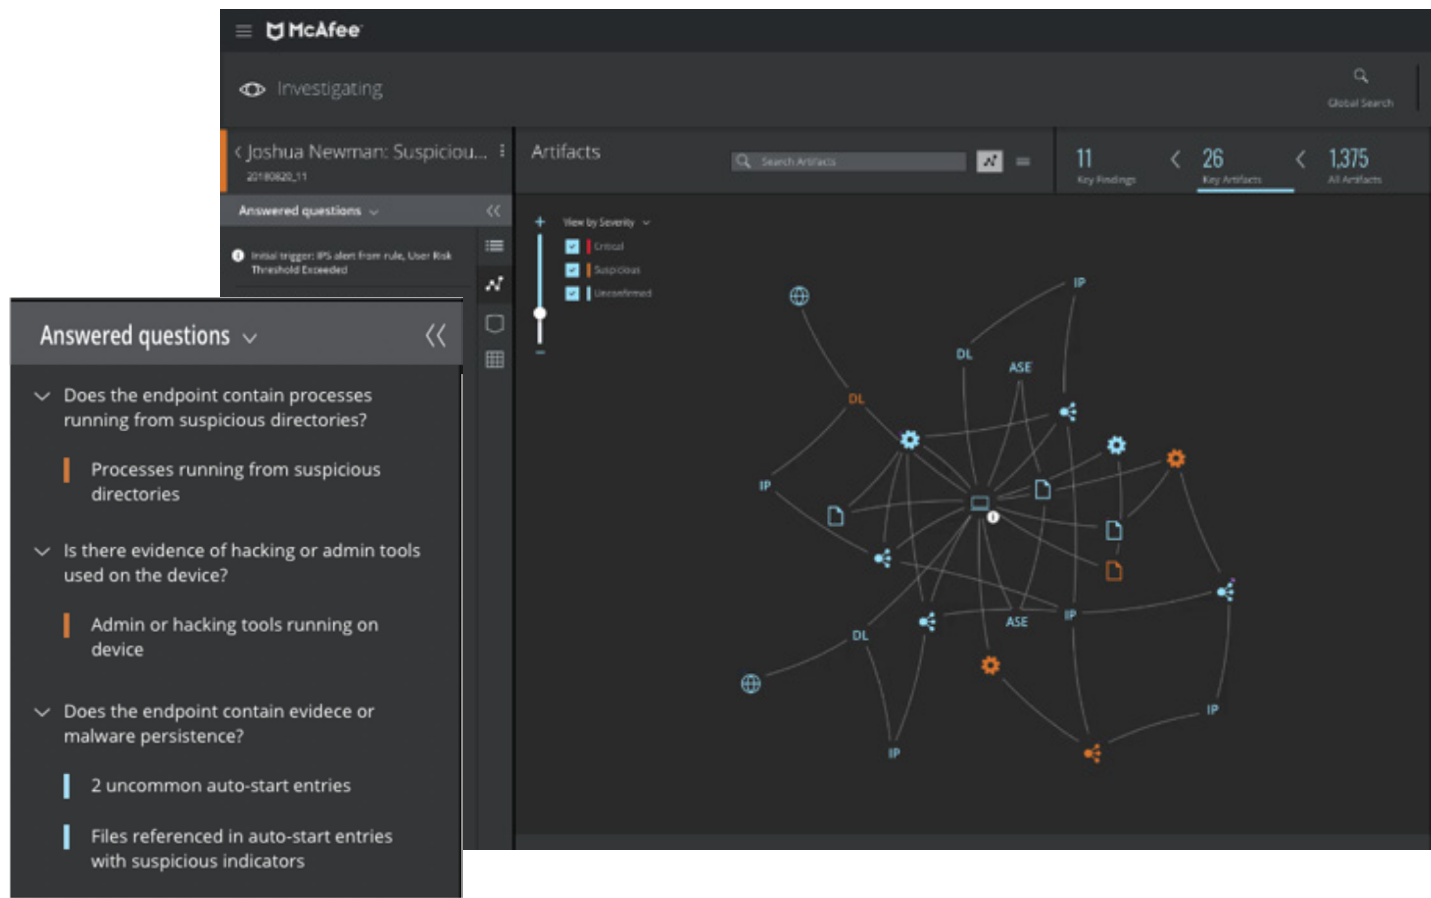 McAfee
Investigating
Global Search
Joshua Newman: Suspiciou...
20180820_11
Artifacts
Search Artifacts
11
Key Findings
26
Key Artifacts
1,375
All Artifacts
Answered questions
Initial trigger: IPS alert from rule, User Risk
Threshold Exceeded
View by Severity
Critical
Suspicious
Unconfirmed
Answered questions
Does the endpoint contain processes
running from suspicious directories?
Processes running from suspicious
directories
Is there evidence of hacking or admin tools
used on the device?
Admin or hacking tools running on
device
Does the endpoint contain evidece or
malware persistence?
2 uncommon auto-start entries
Files referenced in auto-start entries
with suspicious indicators
IP
DL
ASE
DL
IP
IP
ASE
DL
IP
IP